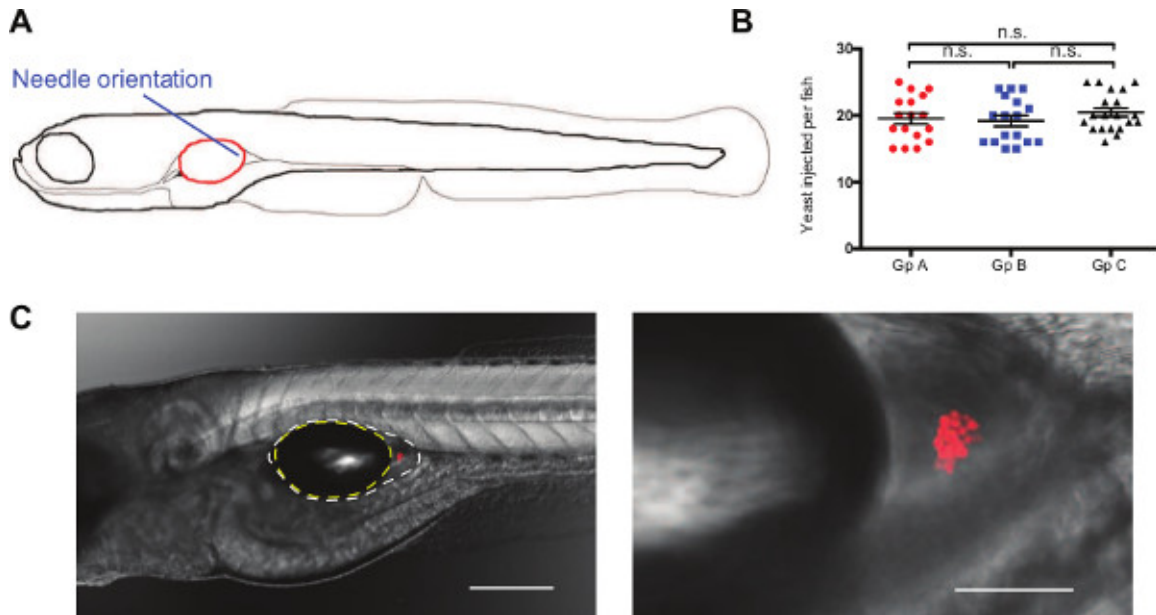 A
Needle orientation
B
n.s.
n.s. n.s.
Yeast injected per fish
30
20
10
0
Gp A Gp B Gp C
C